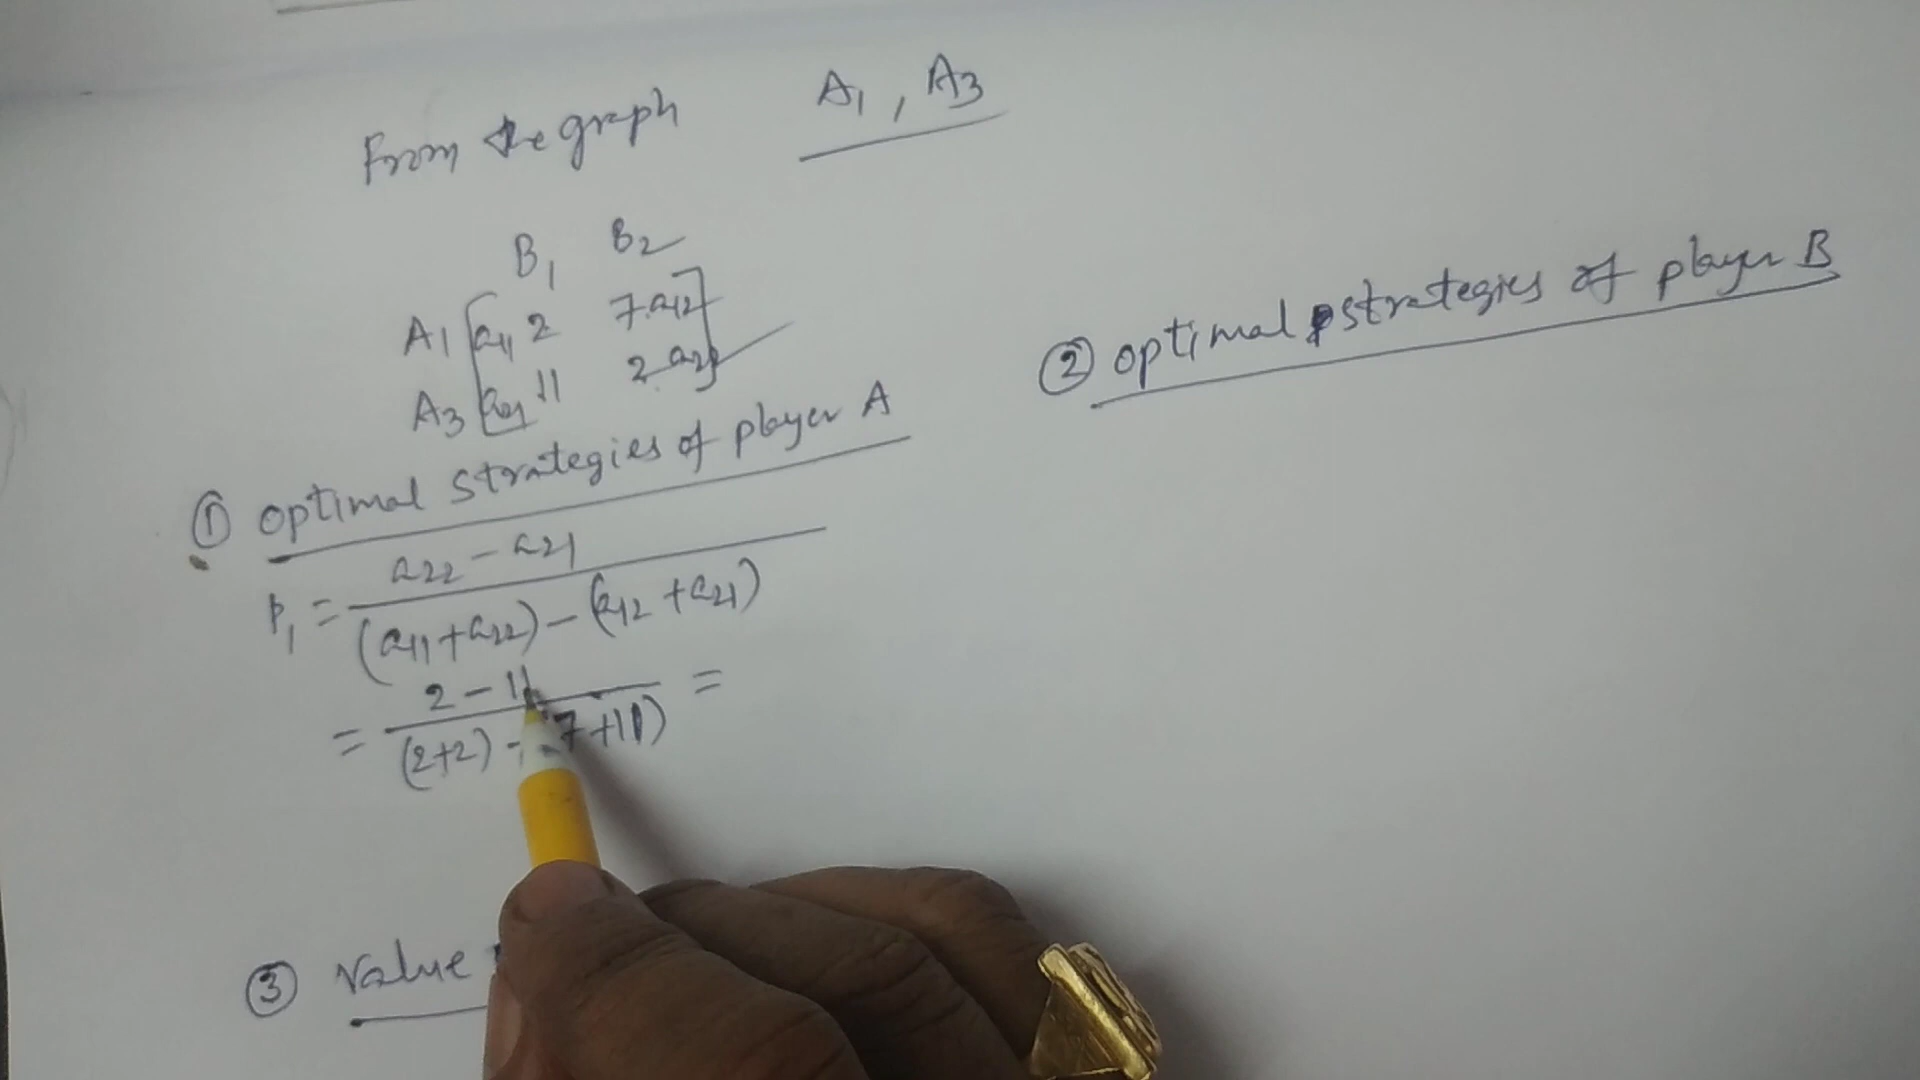 From the graph A1, A3
B1 B2
A1 a11 2 7 a12
A3 a21 11 2 a22
① optimal strategies of player A
P1 = a22 - a21 / (a11 + a22) - (a12 + a21)
= 2 - 11 / (2+2) - (7+11) =
② optimal strategies of player B
③ Value